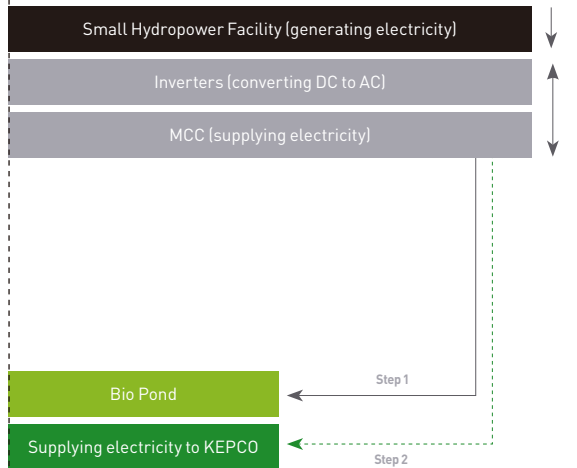 Small Hydropower Facility (generating electricity)
Inverters (converting DC to AC)
MCC (supplying electricity)
Step 1
Bio Pond
Supplying electricity to KEPCO
Step 2